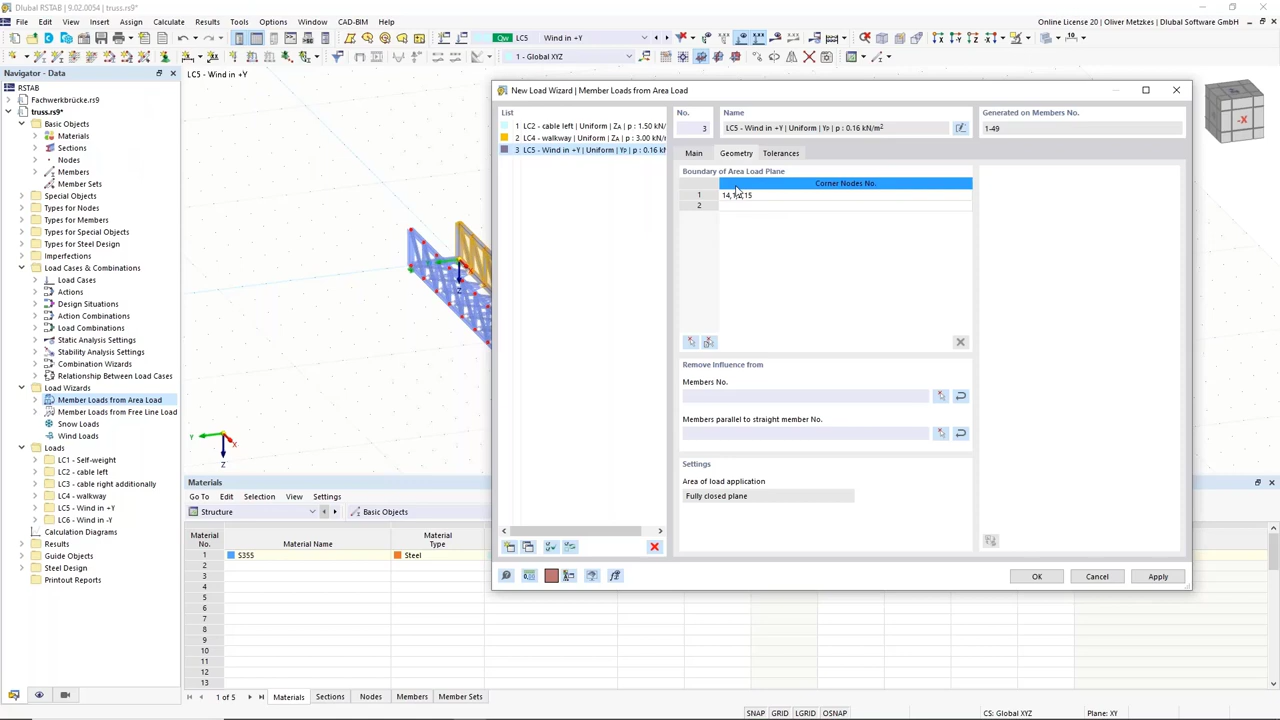 Dlubal RSTAB | 9.02.0054 | truss.rs9*
File Edit View Insert Assign Calculate Results Tools Options Window CAD-BIM Help
Online License 20 | Oliver Metzkes | Dlubal Software GmbH
Qw LC5 Wind in +Y
1 - Global XYZ
Navigator - Data
RSTAB
Fachwerkbrücke.rs9
truss.rs9*
Basic Objects
Materials
Sections
Nodes
Members
Member Sets
Special Objects
Types for Nodes
Types for Members
Types for Special Objects
Types for Steel Design
Imperfections
Load Cases & Combinations
Load Cases
Actions
Design Situations
Action Combinations
Load Combinations
Static Analysis Settings
Stability Analysis Settings
Combination Wizards
Relationship Between Load Cases
Load Wizards
Member Loads from Area Load
Member Loads from Free Line Load
Snow Loads
Wind Loads
Loads
LC1 - Self-weight
LC2 - cable left
LC3 - cable right additionally
LC4 - walkway
LC5 - Wind in +Y
LC6 - Wind in -Y
Calculation Diagrams
Results
Guide Objects
Steel Design
Printout Reports
LC5 - Wind in +Y
Y X Z
Z
New Load Wizard | Member Loads from Area Load
List
1 LC2 - cable left | Uniform | ZA | p : 1.50 kN/
2 LC4 - walkway | Uniform | ZA | p : 3.00 kN/
3 LC5 - Wind in +Y | Uniform | YP | p : 0.16 kN
No.
3
Name
LC5 - Wind in +Y | Uniform | YP | p : 0.16 kN/m²
Generated on Members No.
1-49
Main Geometry Tolerances
Boundary of Area Load Plane
Corner Nodes No.
1
2
Remove Influence from
Members No.
Members parallel to straight member No.
Settings
Area of load application
Fully closed plane
OK Cancel Apply
-X
Materials
Go To Edit Selection View Settings
Structure
Basic Objects
Material No. Material Name Material Type
1 S355 Steel
2
3
4
5
6
7
8
9
10
11
12
13
1 of 5 Materials Sections Nodes Members Member Sets
SNAP GRID LGRID OSNAP CS: Global XYZ Plane: XY